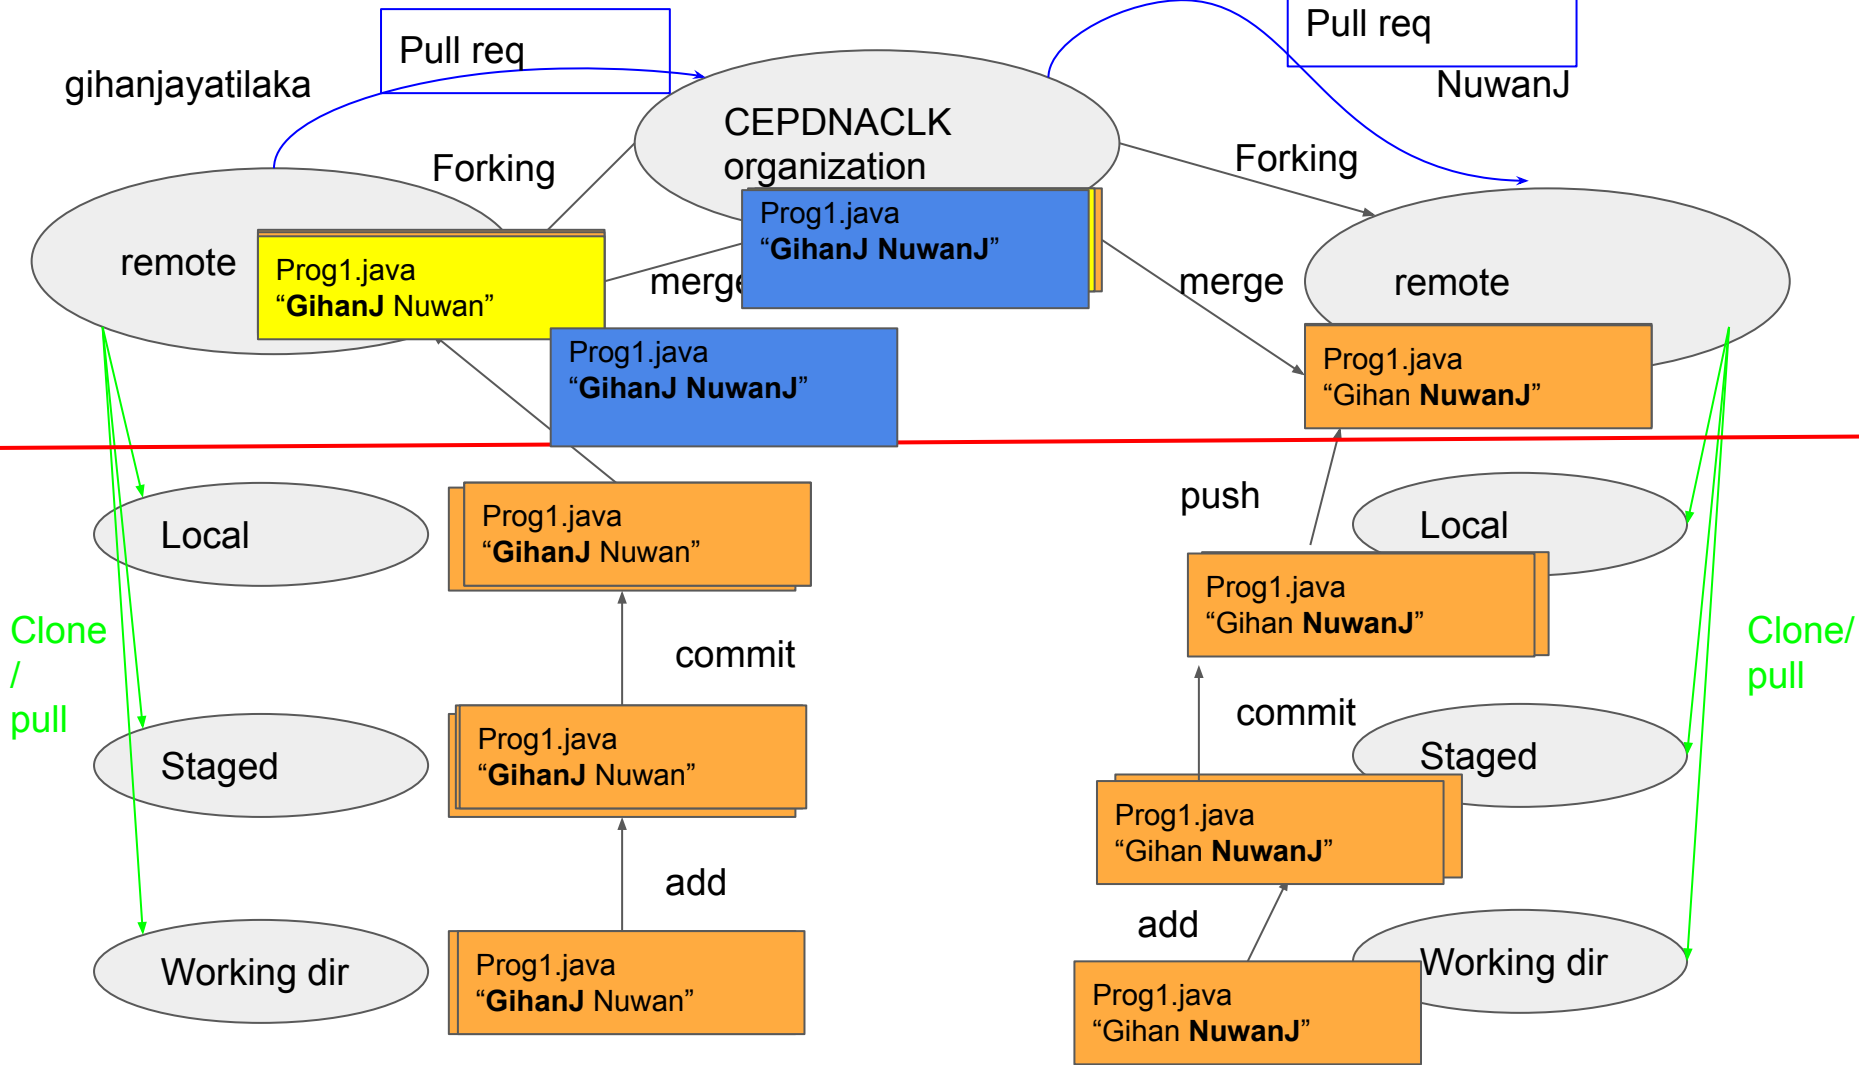 Pull req
Pull req
gihanjayatilaka
NuwanJ
CEPDNACLK
organization
Forking
Forking
remote
Prog1.java
“GihanJ Nuwan”
merge
Prog1.java
“GihanJ NuwanJ”
merge
remote
Prog1.java
“GihanJ NuwanJ”
Prog1.java
“Gihan NuwanJ”
Local
Prog1.java
“GihanJ Nuwan”
push
Local
Prog1.java
“Gihan NuwanJ”
Clone
/
pull
Clone/
pull
commit
commit
Staged
Prog1.java
“GihanJ Nuwan”
Staged
Prog1.java
“Gihan NuwanJ”
add
add
Working dir
Prog1.java
“GihanJ Nuwan”
Working dir
Prog1.java
“Gihan NuwanJ”